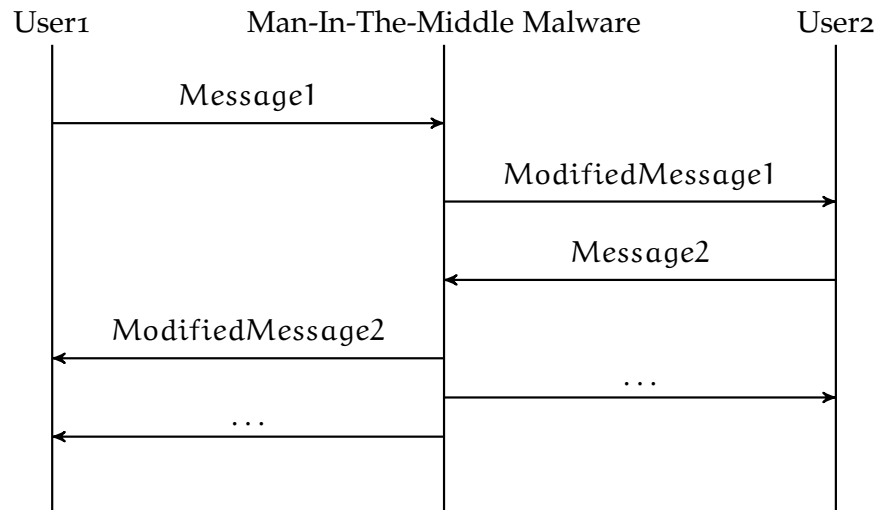 User1 Man-In-The-Middle Malware User2
Message1
ModifiedMessage1
Message2
ModifiedMessage2
...
...